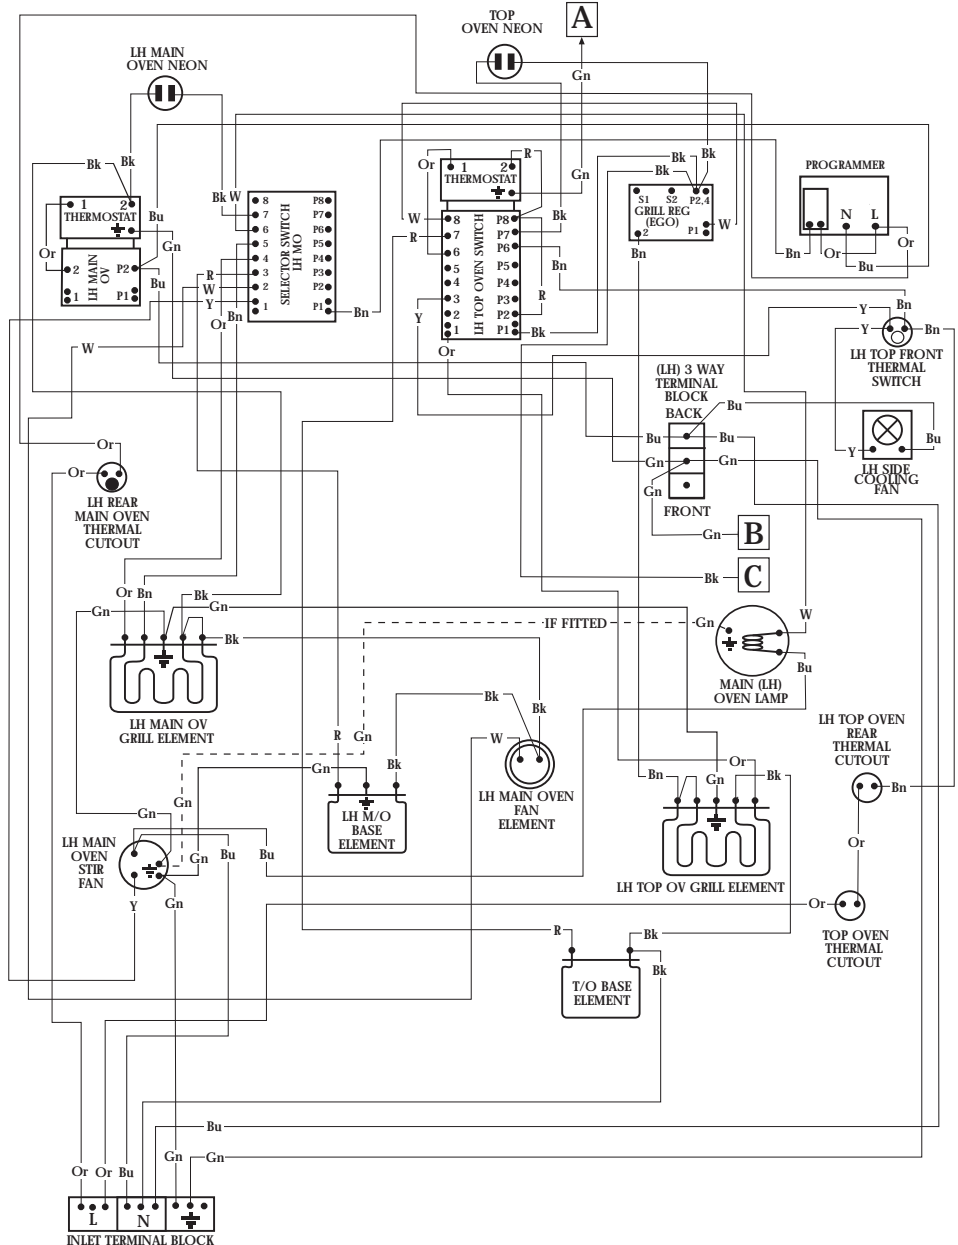 TOP
OVEN NEON
A
LH MAIN
OVEN NEON
Gn
R
Bk
Bk
Bk
Bk
Or
Bk
PROGRAMMER
1 2
THERMOSTAT
Gn
S1 S2 P2,4
GRILL REG
(EGO)
P1
2
W
N L
1 2
THERMOSTAT
Bk
W
Bu
Gn
Or
8 P8
7 P7
6 P6
5 P5
4 P4
3 P3
2 P2
1 P1
SELECTOR SWITCH
LH MO
W
R
8 P8
7 P7
6 P6
5 P5
4 P4
3 P3
2 P2
1 P1
LH TOP OVEN SWITCH
Bk
Bn
Bn
Bn
Or
Bu
Or
2 P2
1 P1
LH MAIN
OV
Bu
R
W
Y
Or
Bn
Bn
Y
R
Bk
Or
Bn
Y
Y
Bn
LH TOP FRONT
THERMAL
SWITCH
W
(LH) 3 WAY
TERMINAL
BLOCK
BACK
Bu
Bu
Bu
Bu
Gn
Gn
Gn
FRONT
Y
LH SIDE
COOLING
FAN
Or
Or
LH REAR
MAIN OVEN
THERMAL
CUTOUT
Gn
B
Bk
C
Or
Bn
Bk
Gn
Gn
Bk
IF FITTED
Gn
W
Bu
MAIN (LH)
OVEN LAMP
LH MAIN OV
GRILL ELEMENT
Bk
Bk
R
Gn
W
LH TOP OVEN
REAR
THERMAL
CUTOUT
Bn
Gn
Bk
LH M/O
BASE
ELEMENT
LH MAIN OVEN
FAN
ELEMENT
Or
Bn
Gn
Bk
Gn
Gn
LH MAIN
OVEN
STIR
FAN
Gn
Bu
Bu
Y
Gn
LH TOP OV GRILL ELEMENT
Or
Or
TOP OVEN
THERMAL
CUTOUT
R
Bk
Bk
T/O BASE
ELEMENT
Bu
Gn
Gn
Or
Or
Bu
L
N
INLET TERMINAL BLOCK